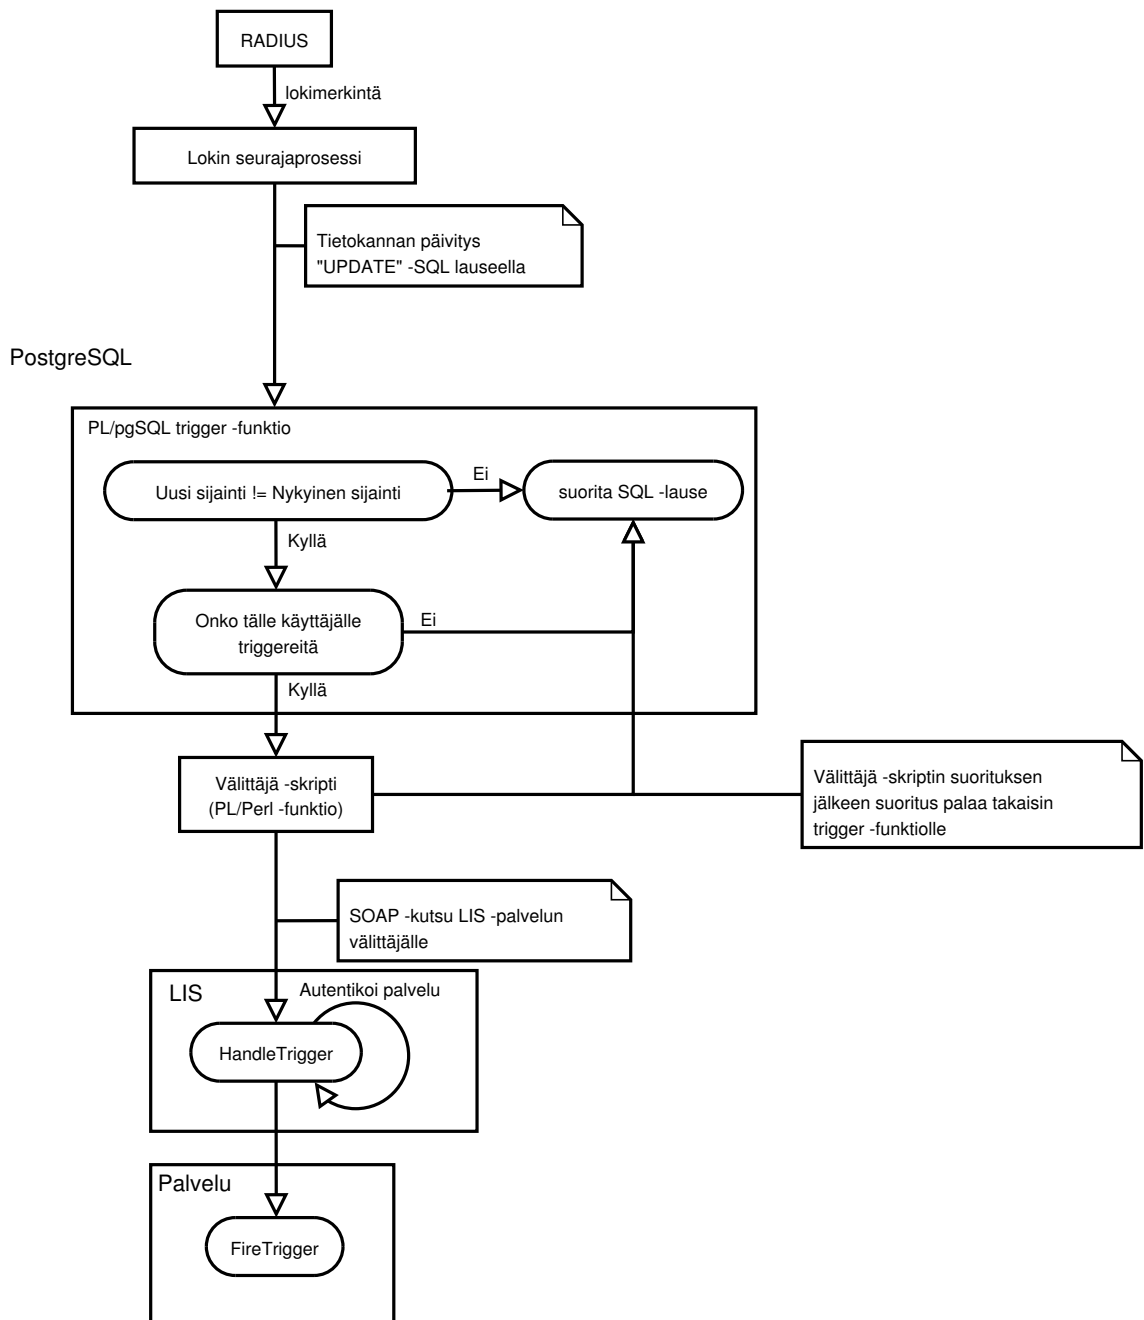 RADIUS
lokimerkintä
Lokin seurajaprosessi
Tietokannan päivitys
"UPDATE" -SQL lauseella
PostgreSQL
PL/pgSQL trigger -funktio
Uusi sijainti != Nykyinen sijainti
Ei
suorita SQL -lause
Kyllä
Onko tälle käyttäjälle
triggereitä
Ei
Kyllä
Välittäjä -skripti
(PL/Perl -funktio)
Välittäjä -skriptin suorituksen
jälkeen suoritus palaa takaisin
trigger -funktiolle
SOAP -kutsu LIS -palvelun
välittäjälle
LIS
Autentikoi palvelu
HandleTrigger
Palvelu
FireTrigger